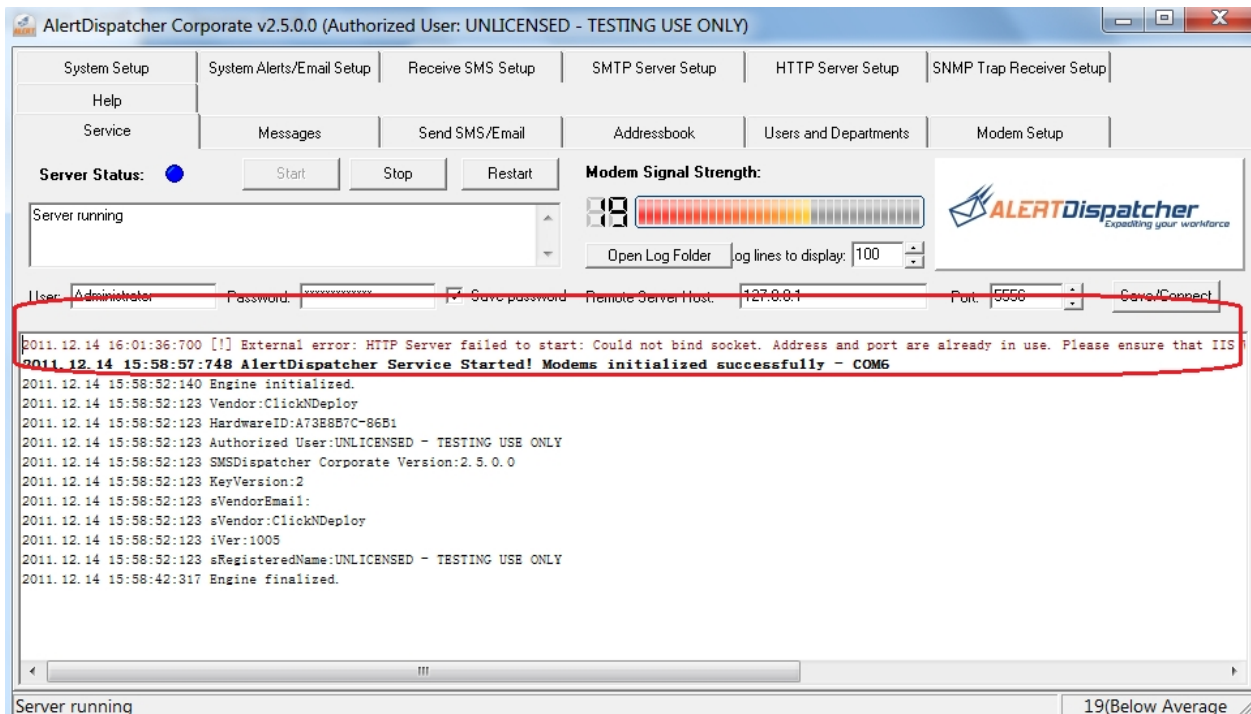 AlertDispatcher Corporate v2.5.0.0 (Authorized User: UNLICENSED - TESTING USE ONLY)
System Setup System Alerts/Email Setup Receive SMS Setup SMTP Server Setup HTTP Server Setup SNMP Trap Receiver Setup
Help
Service Messages Send SMS/Email Addressbook Users and Departments Modem Setup
Server Status: Start Stop Restart Modem Signal Strength:
ALERTDispatcher
Expediting your workforce
Server running
19
Open Log Folder og lines to display: 100
User: Administrator Password: ************ Save password Remote Server Host: 127.0.0.1 Port: 5556 Save/Connect
2011.12.14 16:01:36:700 [!] External error: HTTP Server failed to start: Could not bind socket. Address and port are already in use. Please ensure that IIS
2011.12.14 15:58:57:748 AlertDispatcher Service Started! Modems initialized successfully - COM6
2011.12.14 15:58:52:140 Engine initialized.
2011.12.14 15:58:52:123 Vendor:ClickNDeploy
2011.12.14 15:58:52:123 HardwareID:A73E8B7C-86B1
2011.12.14 15:58:52:123 Authorized User:UNLICENSED - TESTING USE ONLY
2011.12.14 15:58:52:123 SMSDispatcher Corporate Version:2.5.0.0
2011.12.14 15:58:52:123 KeyVersion:2
2011.12.14 15:58:52:123 sVendorEmail:
2011.12.14 15:58:52:123 sVendor:ClickNDeploy
2011.12.14 15:58:52:123 iVer:1005
2011.12.14 15:58:52:123 sRegisteredName:UNLICENSED - TESTING USE ONLY
2011.12.14 15:58:42:317 Engine finalized.
Server running 19(Below Average